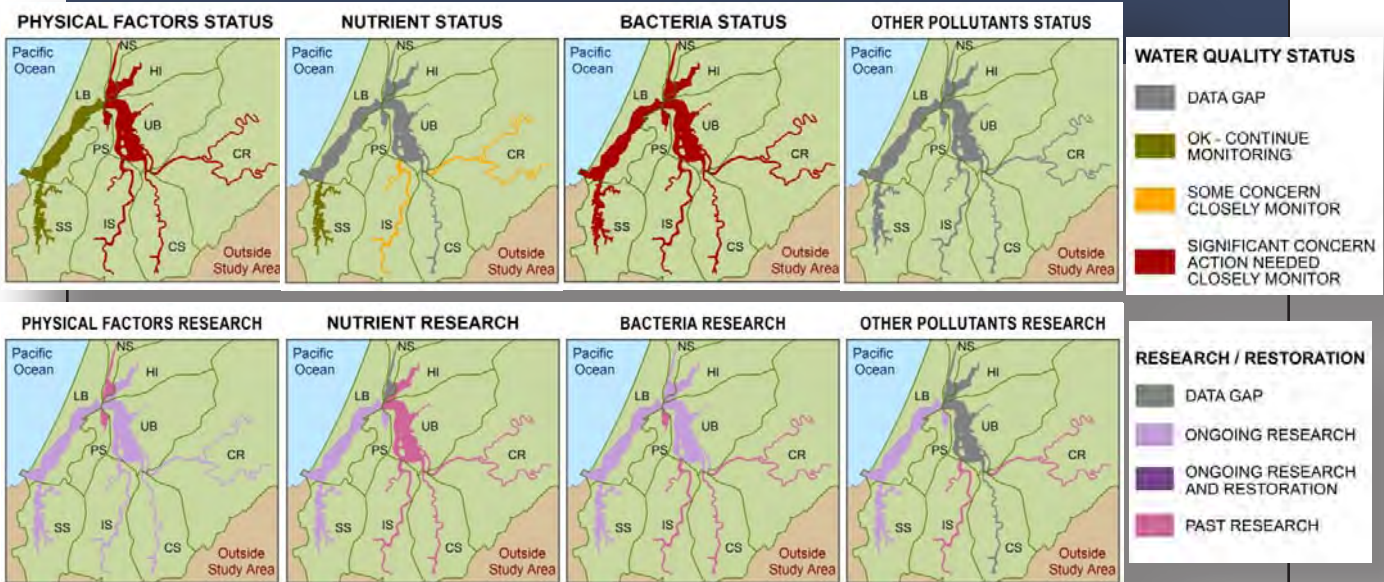 PHYSICAL FACTORS STATUS
NUTRIENT STATUS
BACTERIA STATUS
OTHER POLLUTANTS STATUS
Pacific
Ocean
NS
HI
LB
UB
PS
CR
SS
IS
CS
Outside
Study Area
Pacific
Ocean
NS
HI
LB
UB
PS
CR
SS
IS
CS
Outside
Study Area
Pacific
Ocean
NS
HI
LB
UB
PS
CR
SS
IS
CS
Outside
Study Area
Pacific
Ocean
NS
HI
LB
UB
PS
CR
SS
IS
CS
Outside
Study Area
WATER QUALITY STATUS
DATA GAP
OK - CONTINUE
MONITORING
SOME CONCERN
CLOSELY MONITOR
SIGNIFICANT CONCERN
ACTION NEEDED
CLOSELY MONITOR
PHYSICAL FACTORS RESEARCH
NUTRIENT RESEARCH
BACTERIA RESEARCH
OTHER POLLUTANTS RESEARCH
Pacific
Ocean
NS
HI
LB
UB
PS
CR
SS
IS
CS
Outside
Study Area
Pacific
Ocean
NS
HI
LB
UB
PS
CR
SS
IS
CS
Outside
Study Area
Pacific
Ocean
NS
HI
LB
UB
PS
CR
SS
IS
CS
Outside
Study Area
Pacific
Ocean
NS
HI
LB
UB
PS
CR
SS
IS
CS
Outside
Study Area
RESEARCH / RESTORATION
DATA GAP
ONGOING RESEARCH
ONGOING RESEARCH
AND RESTORATION
PAST RESEARCH